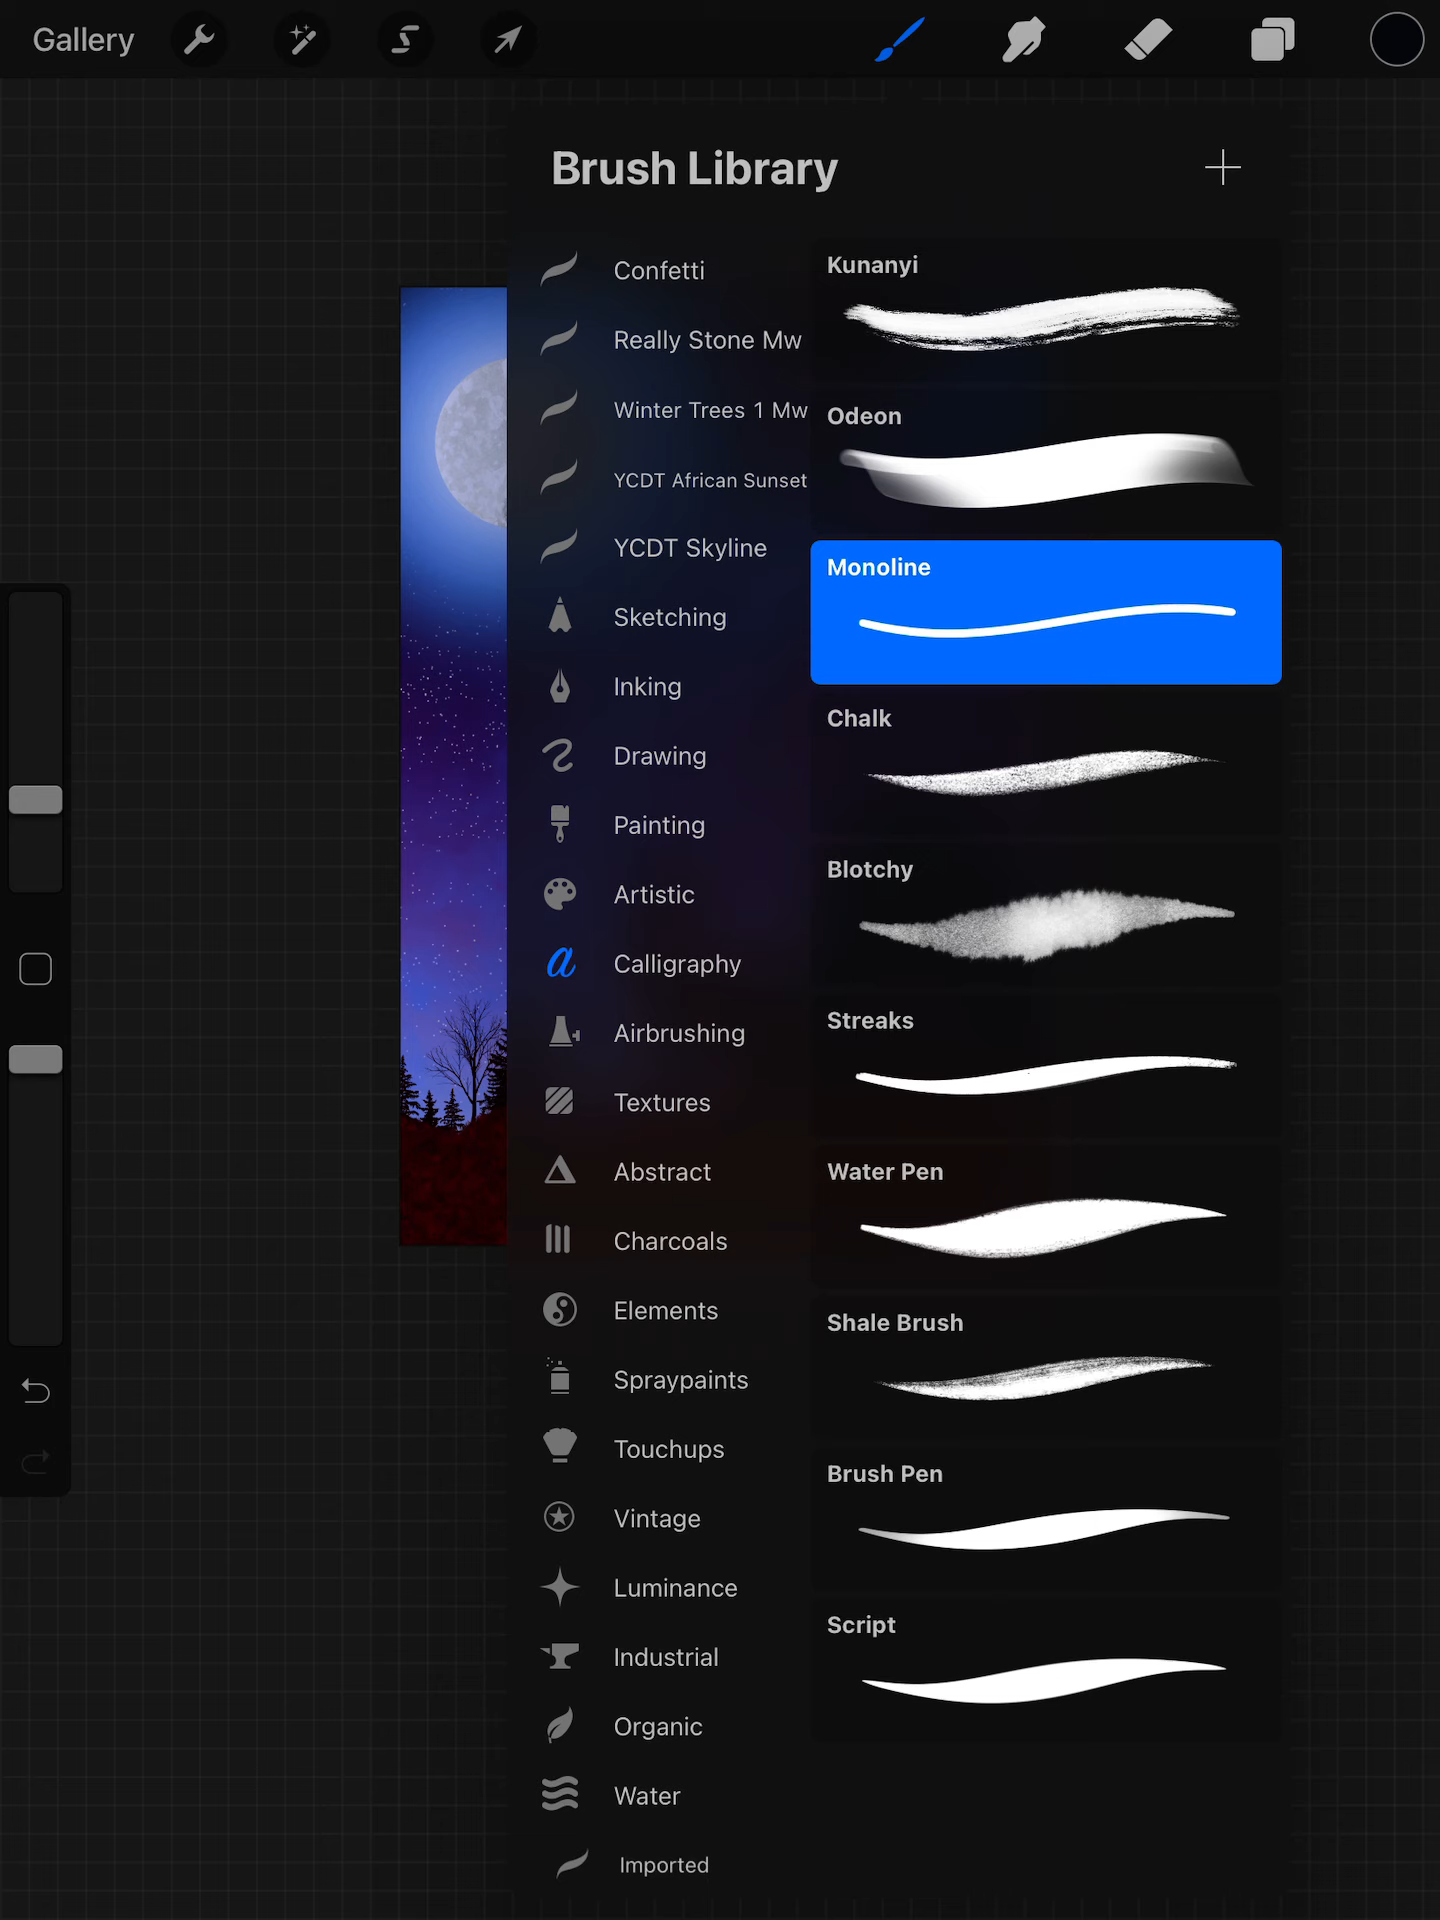 Gallery
Brush Library
Confetti
Really Stone Mw
Winter Trees 1 Mw
YCDT African Sunset
YCDT Skyline
Sketching
Inking
Drawing
Painting
Artistic
Calligraphy
Airbrushing
Textures
Abstract
Charcoals
Elements
Spraypaints
Touchups
Vintage
Luminance
Industrial
Organic
Water
Imported
Kunanyi
Odeon
Monoline
Chalk
Blotchy
Streaks
Water Pen
Shale Brush
Brush Pen
Script